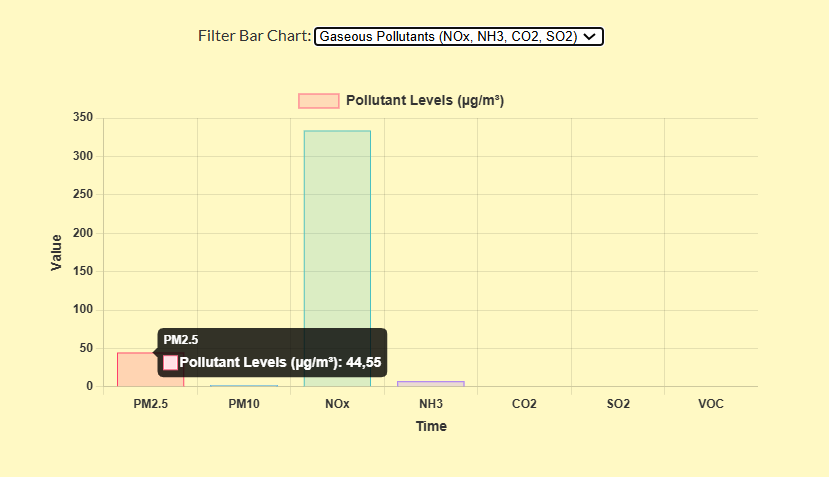 Filter Bar Chart: Gaseous Pollutants (NOx, NH3, CO2, SO2)
Pollutant Levels (µg/m³)
350
300
250
200
150
100
50
0
Value
PM2.5
Pollutant Levels (µg/m³): 44,55
PM2.5 PM10 NOx NH3 CO2 SO2 VOC
Time